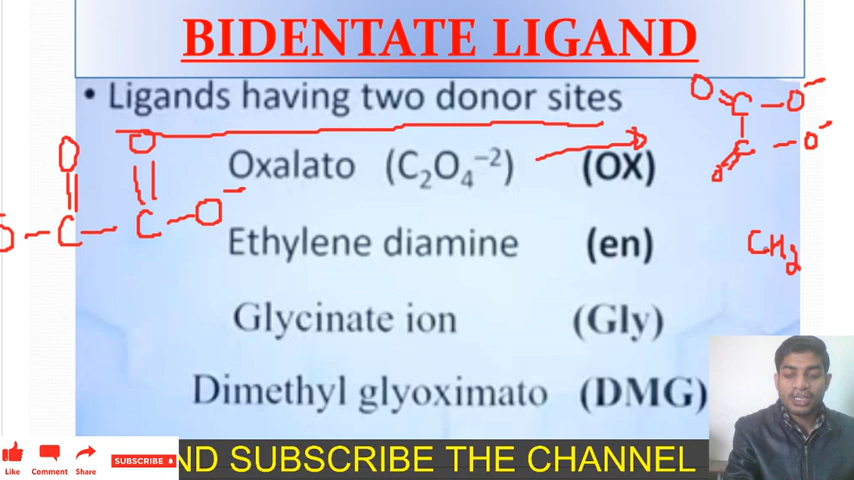 BIDENTATE LIGAND
• Ligands having two donor sites
Oxalato (C₂O₄⁻²) (OX)
Ethylene diamine (en)
Glycinate ion (Gly)
Dimethyl glyoximato (DMG)
O O
O – C – C – O⁻
O = C – O⁻
O = C – O⁻
CH₂
Like Comment Share SUBSCRIBE
ND SUBSCRIBE THE CHANNEL